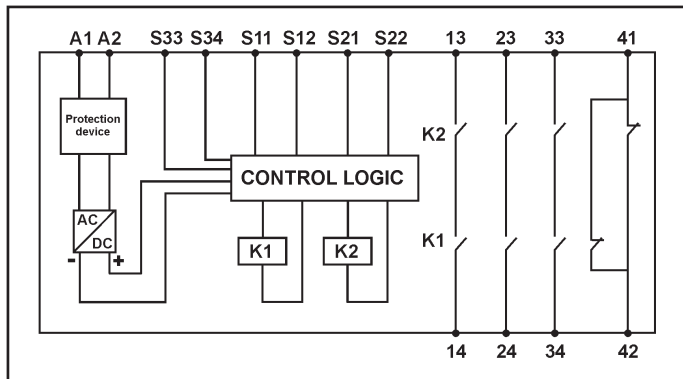 A1 A2 S33 S34 S11 S12 S21 S22 13 23 33 41
Protection
device
K2
CONTROL LOGIC
AC
DC
K1 K2 K1
- +
14 24 34 42